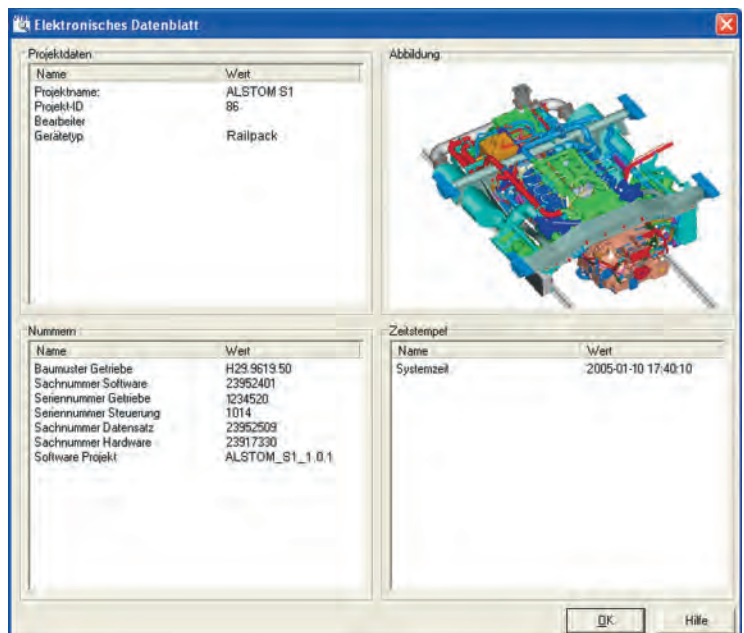 Elektronisches Datenblatt
Projektdaten
Name Wert
Projektname: ALSTOM S1
Projekt-ID 86
Bearbeiter
Gerätetyp Railpack
Abbildung
Nummern
Name Wert
Baumuster Getriebe H29.9619.50
Sachnummer Software 23952401
Seriennummer Getriebe 1234520
Seriennummer Steuerung 1014
Sachnummer Datensatz 23952509
Sachnummer Hardware 23917330
Software Projekt ALSTOM_S1_1.0.1
Zeitstempel
Name Wert
Systemzeit 2005-01-10 17:40:10
OK Hilfe